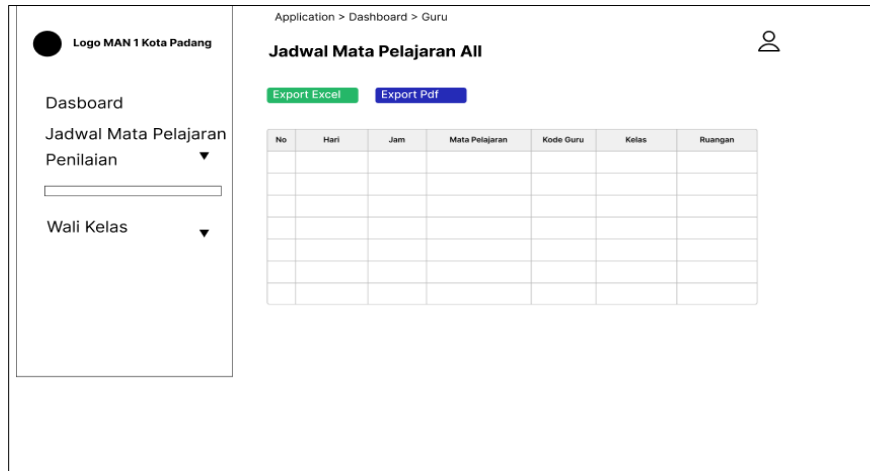 Application > Dashboard > Guru
Logo MAN 1 Kota Padang
Jadwal Mata Pelajaran All
Export Excel Export Pdf
Dasboard
Jadwal Mata Pelajaran
Penilaian
Wali Kelas
No Hari Jam Mata Pelajaran Kode Guru Kelas Ruangan